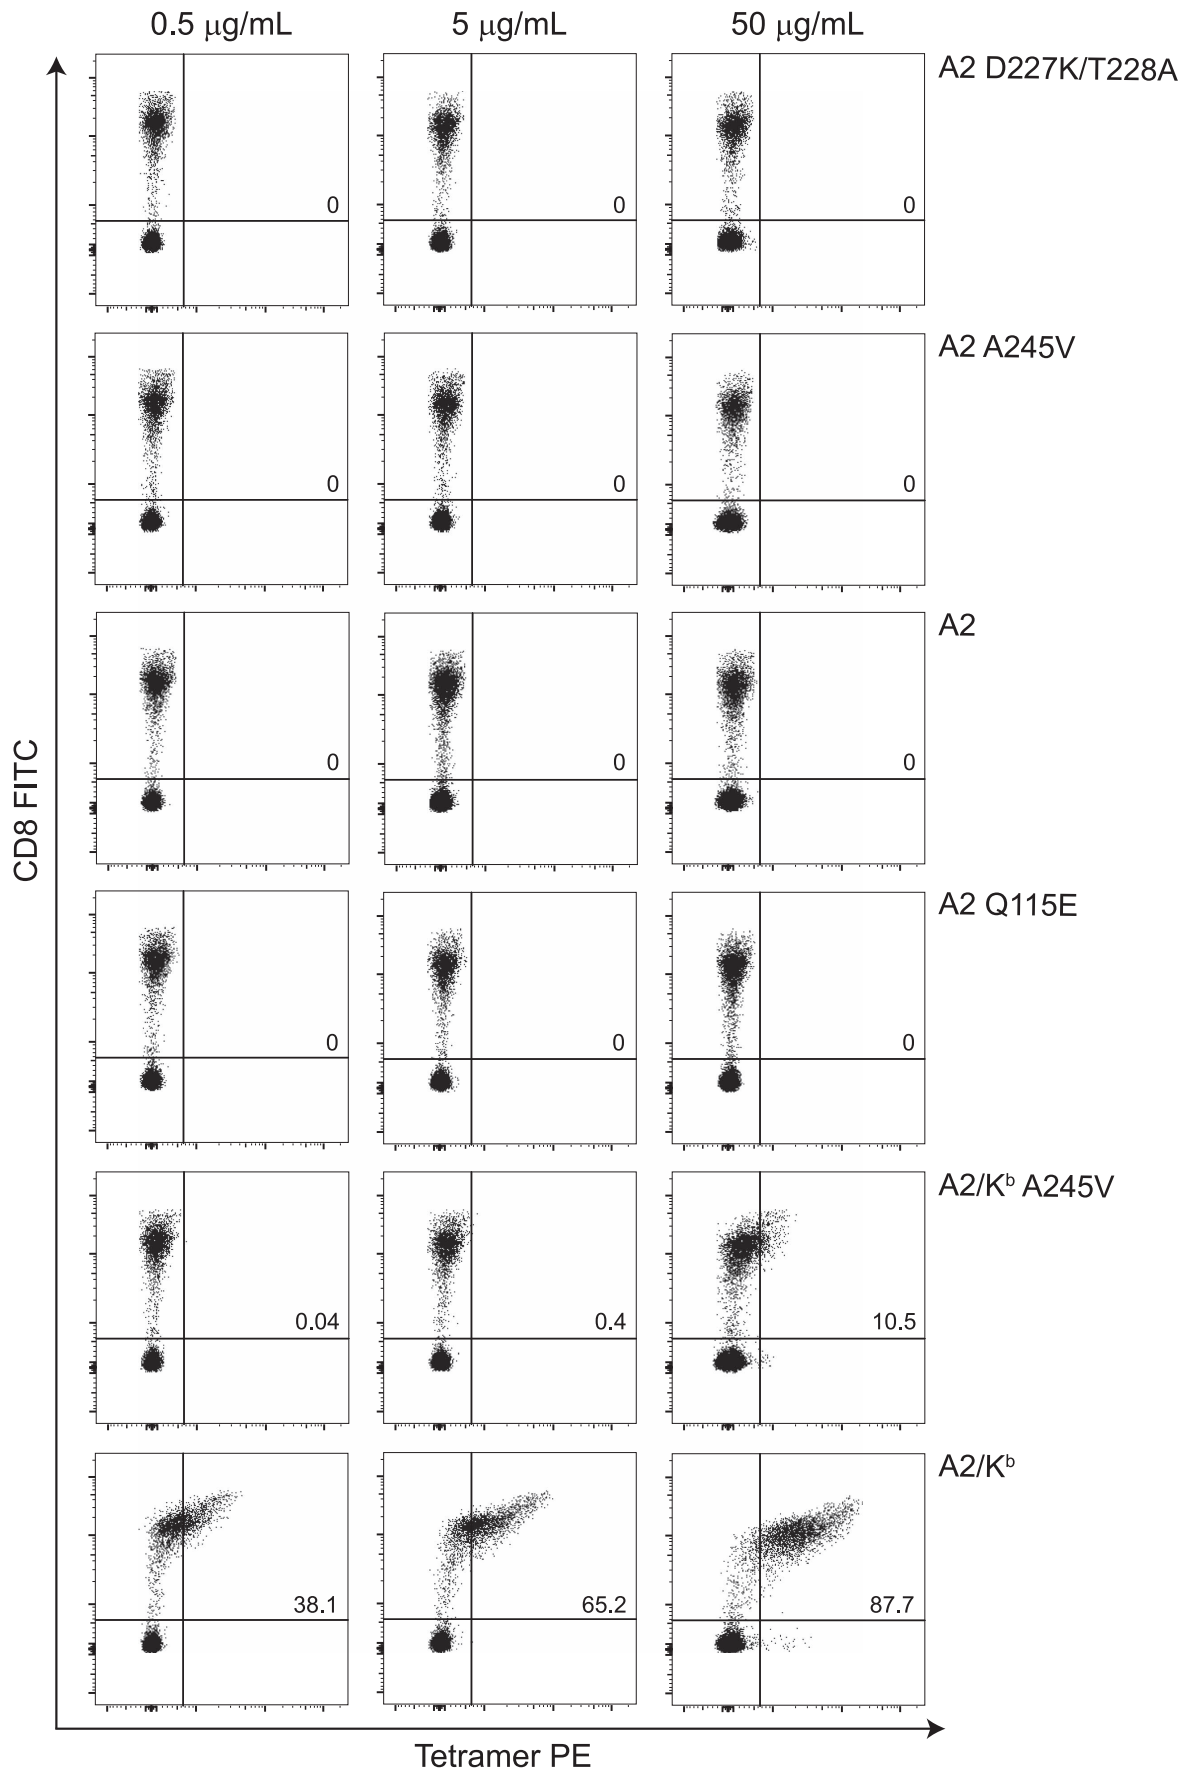 0.5 μg/mL 5 μg/mL 50 μg/mL
A2 D227K/T228A
0 0 0
A2 A245V
0 0 0
A2
0 0 0
A2 Q115E
0 0 0
A2/Kᵇ A245V
0.04 0.4 10.5
A2/Kᵇ
38.1 65.2 87.7
CD8 FITC
Tetramer PE